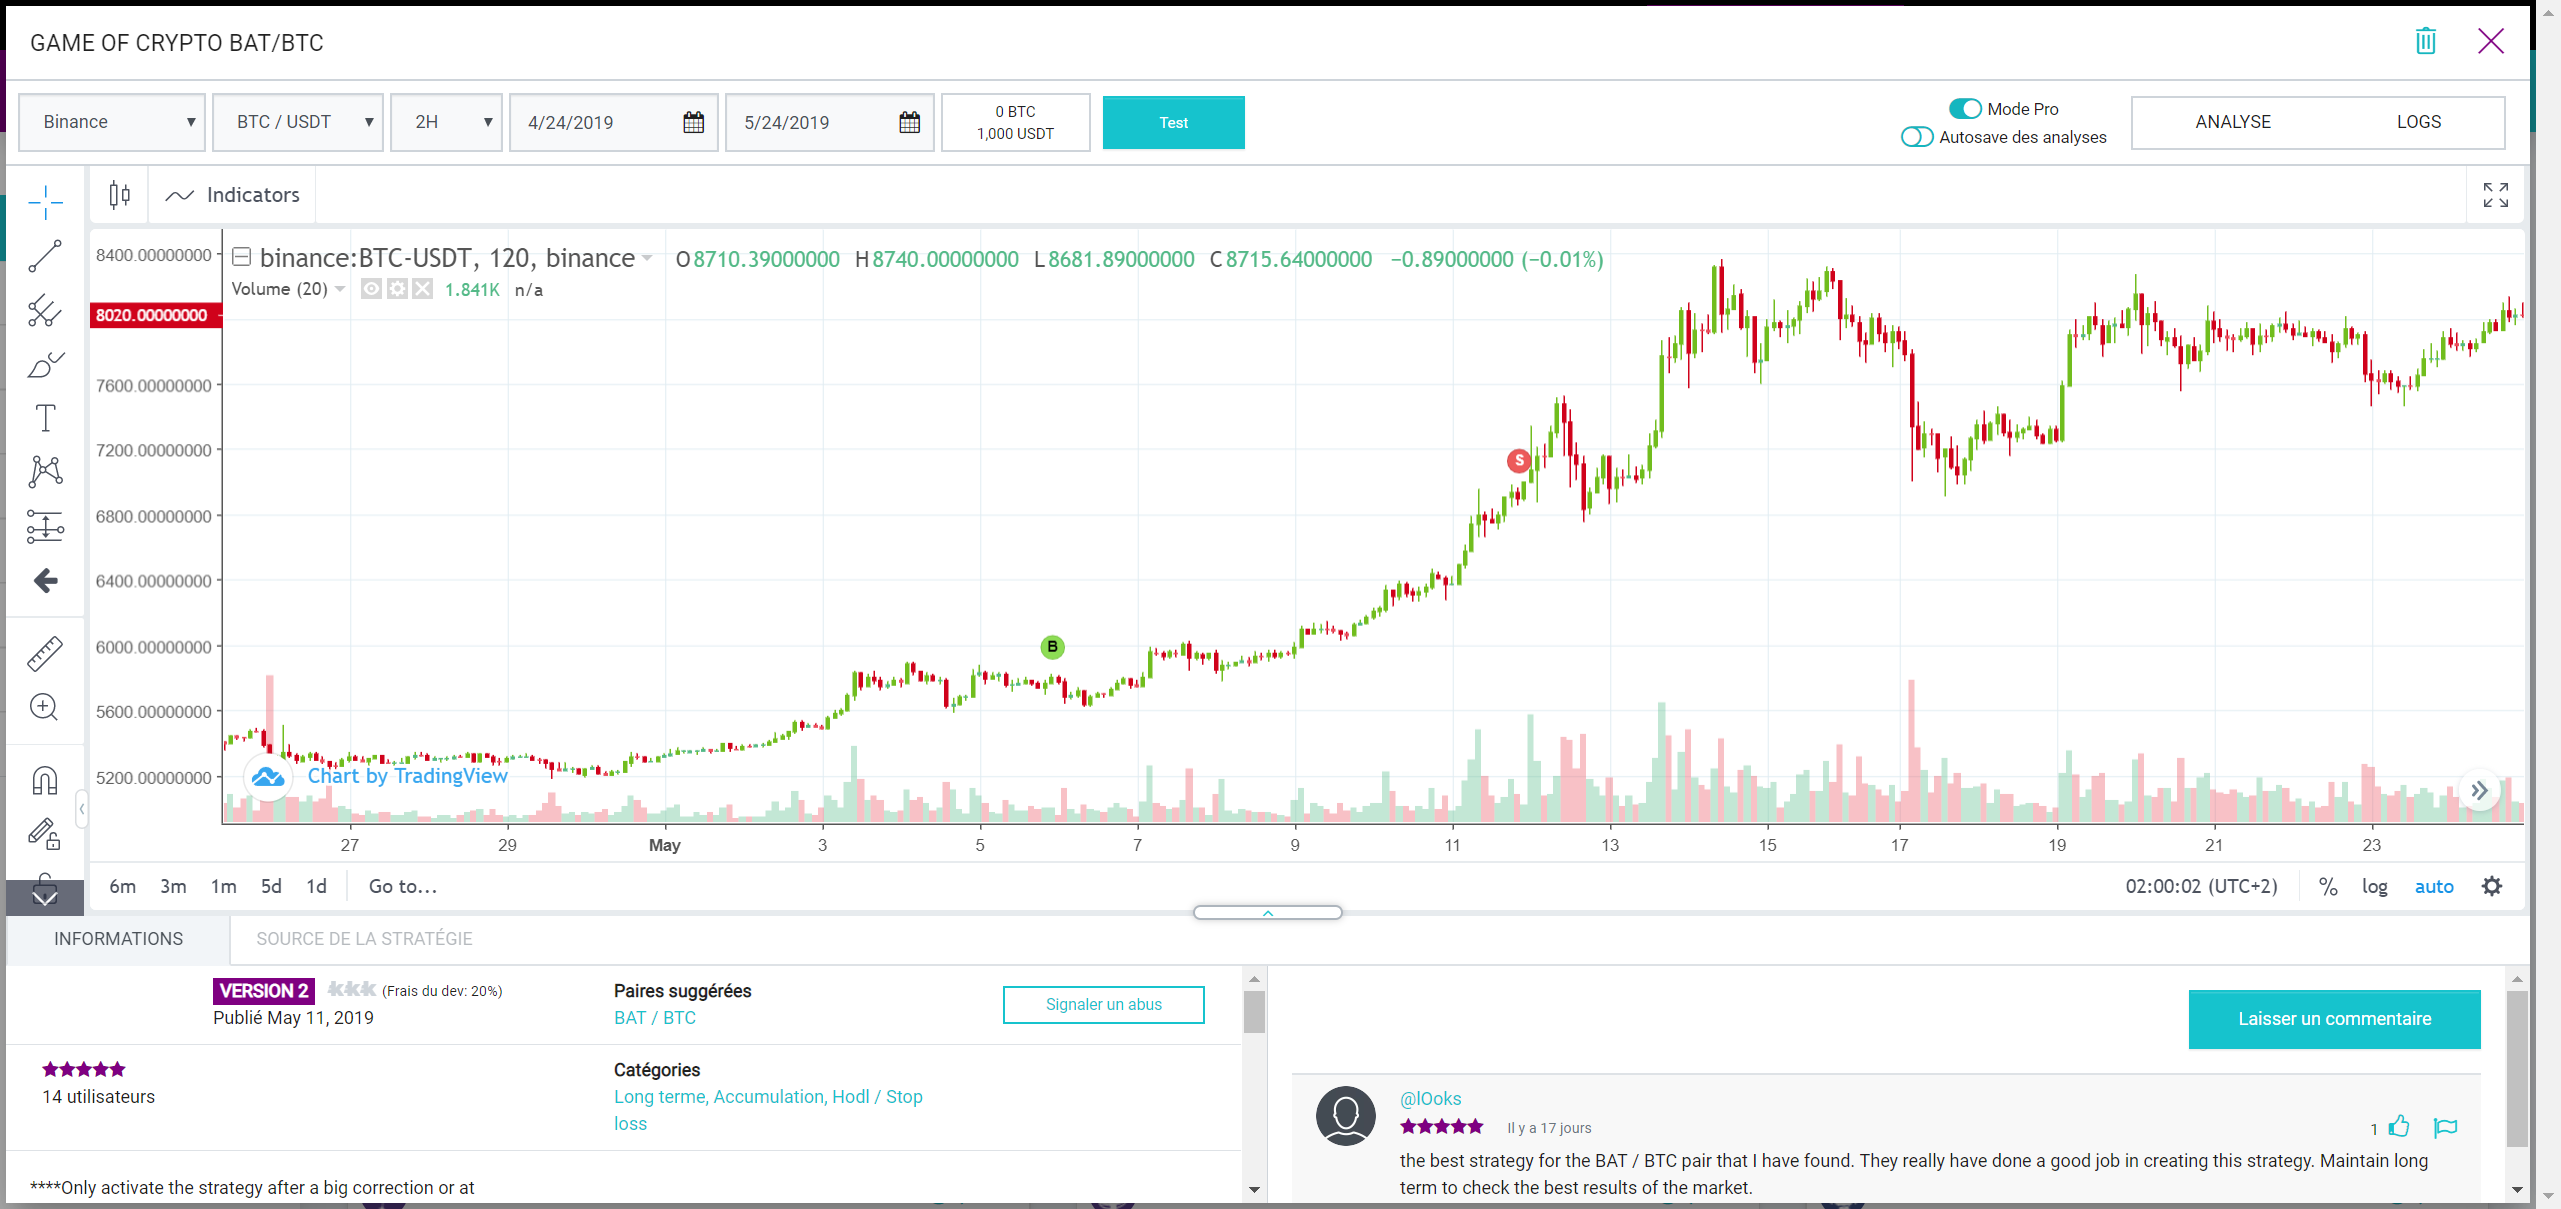 GAME OF CRYPTO BAT/BTC
Binance
BTC / USDT
2H
4/24/2019
5/24/2019
0 BTC
1,000 USDT
Test
Mode Pro
Autosave des analyses
ANALYSE
LOGS
Indicators
binance:BTC-USDT, 120, binance
O8710.39000000 H8740.00000000 L8681.89000000 C8715.64000000 −0.89000000 (−0.01%)
Volume (20)
1.841K n/a
8400.00000000
8020.00000000
7600.00000000
7200.00000000
6800.00000000
6400.00000000
6000.00000000
5600.00000000
5200.00000000
S
B
Chart by TradingView
27 29 May 3 5 7 9 11 13 15 17 19 21 23
6m 3m 1m 5d 1d Go to...
02:00:02 (UTC+2) % log auto
INFORMATIONS
SOURCE DE LA STRATÉGIE
VERSION 2
(Frais du dev: 20%)
Publié May 11, 2019
Paires suggérées
BAT / BTC
Signaler un abus
14 utilisateurs
Catégories
Long terme, Accumulation, Hodl / Stop
loss
****Only activate the strategy after a big correction or at
Laisser un commentaire
@lOoks
Il y a 17 jours
1
the best strategy for the BAT / BTC pair that I have found. They really have done a good job in creating this strategy. Maintain long
term to check the best results of the market.